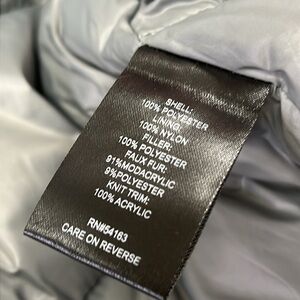 SHELL:
100% POLYESTER
LINING:
100% NYLON
FILLER:
100% POLYESTER
FAUX FUR:
91%MODACRYLIC
9%POLYESTER
KNIT TRIM:
100% ACRYLIC
RN#54163
CARE ON REVERSE